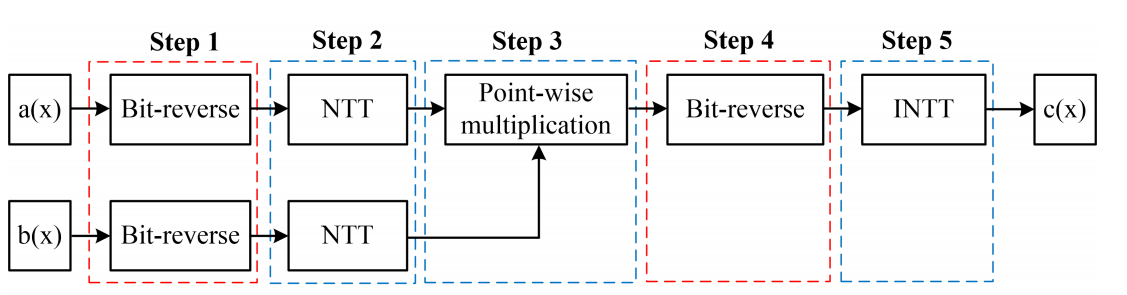 Step 1
Step 2
Step 3
Step 4
Step 5
a(x)
Bit-reverse
NTT
Point-wise
multiplication
Bit-reverse
INTT
c(x)
b(x)
Bit-reverse
NTT